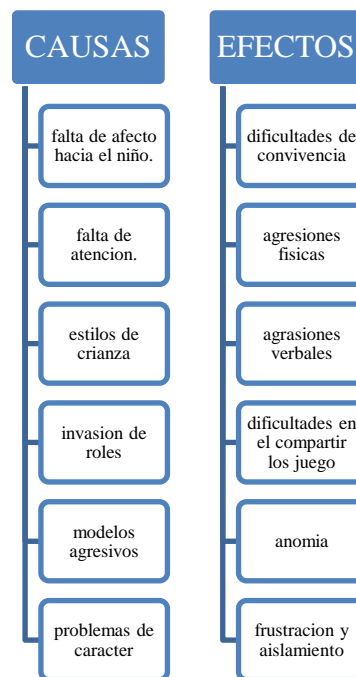 CAUSAS
falta de afecto
hacia el niño.
falta de
atencion.
estilos de
crianza
invasion de
roles
modelos
agresivos
problemas de
caracter
EFECTOS
dificultades de
convivencia
agresiones
fisicas
agrasiones
verbales
dificultades en
el compartir
los juego
anomia
frustracion y
aislamiento